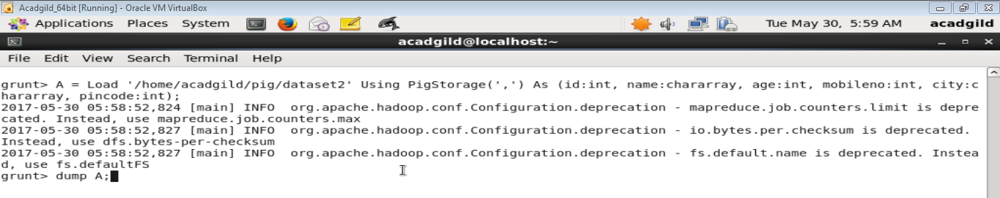 Acadgild_64bit [Running] - Oracle VM VirtualBox
Applications Places System Tue May 30, 5:59 AM acadgild
acadgild@localhost:~
File Edit View Search Terminal Help
grunt> A = Load '/home/acadgild/pig/dataset2' Using PigStorage(',') As (id:int, name:chararray, age:int, mobileno:int, city:c
hararray, pincode:int);
2017-05-30 05:58:52,824 [main] INFO  org.apache.hadoop.conf.Configuration.deprecation - mapreduce.job.counters.limit is depre
cated. Instead, use mapreduce.job.counters.max
2017-05-30 05:58:52,827 [main] INFO  org.apache.hadoop.conf.Configuration.deprecation - io.bytes.per.checksum is deprecated.
Instead, use dfs.bytes-per-checksum
2017-05-30 05:58:52,827 [main] INFO  org.apache.hadoop.conf.Configuration.deprecation - fs.default.name is deprecated. Instea
d, use fs.defaultFS
grunt> dump A;